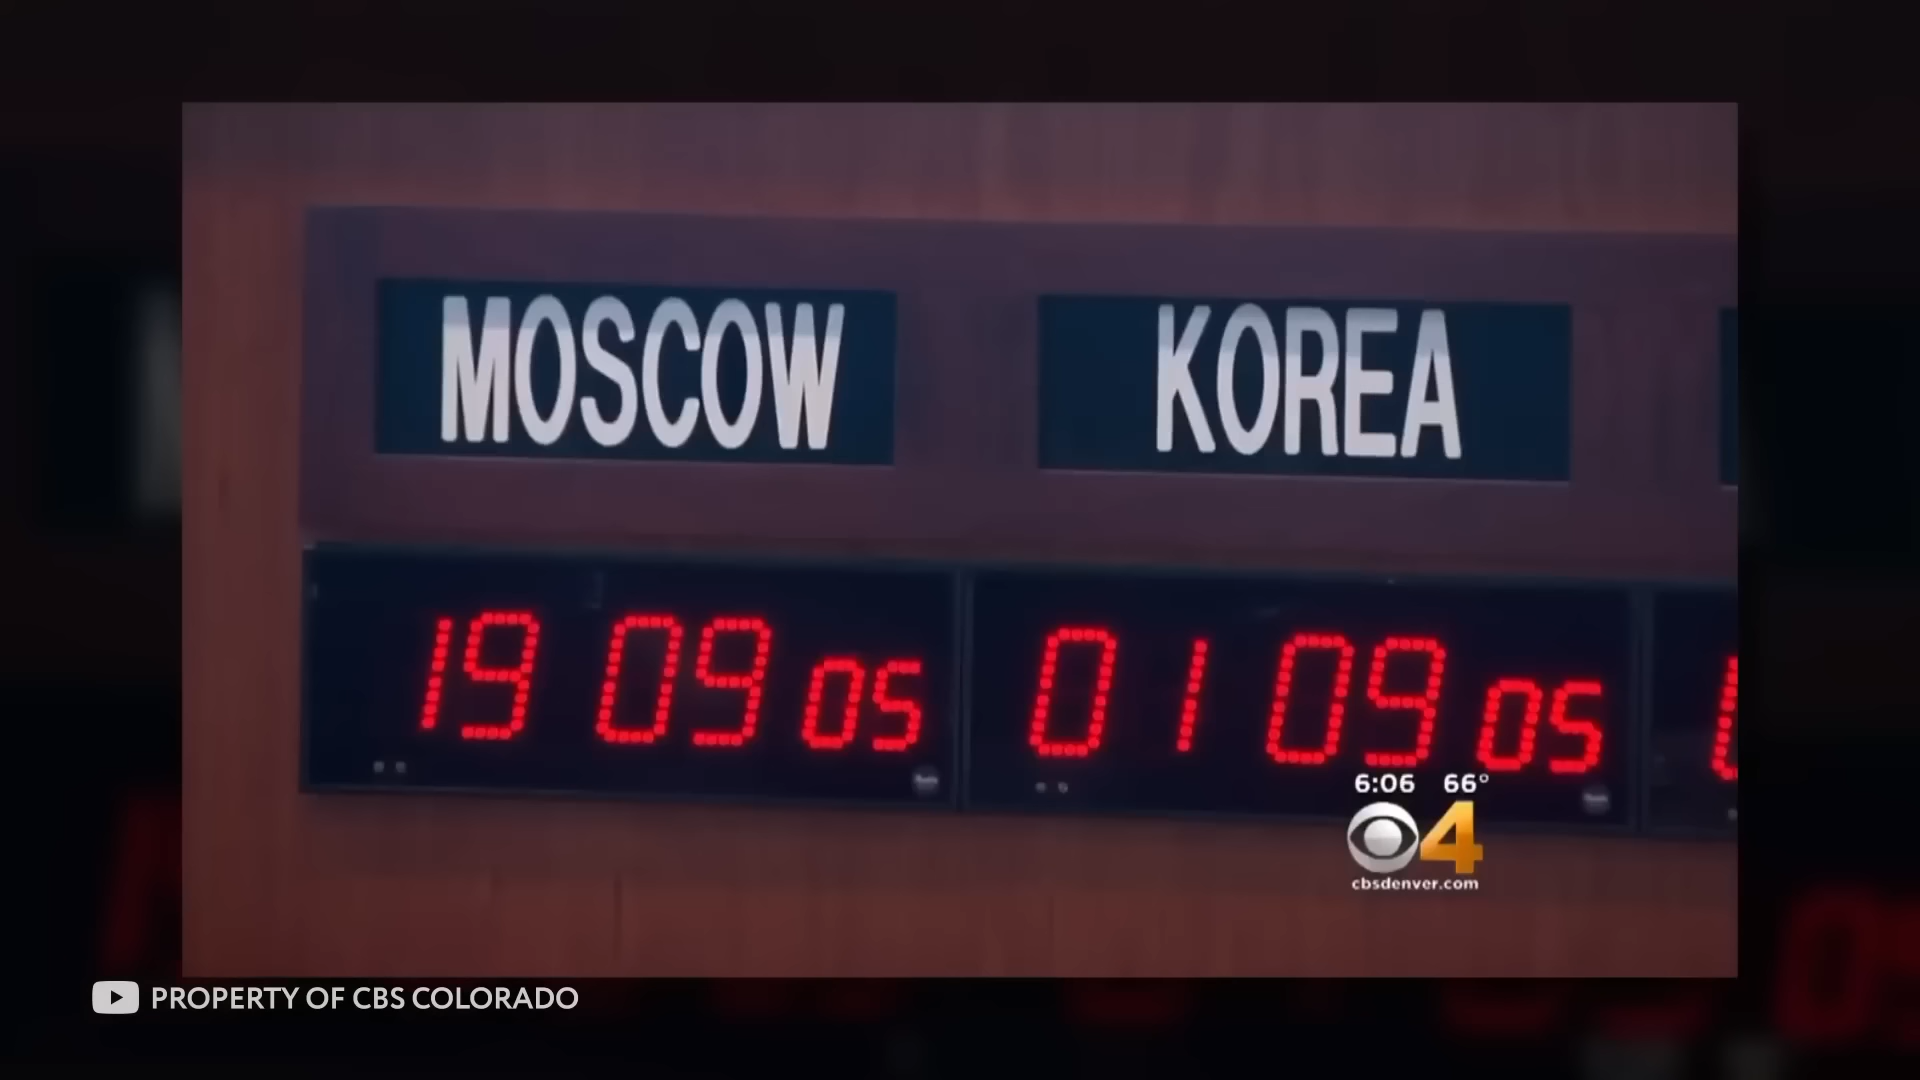 MOSCOW KOREA
19 09 05 01 09 05
6:06 66°
4
cbsdenver.com
PROPERTY OF CBS COLORADO